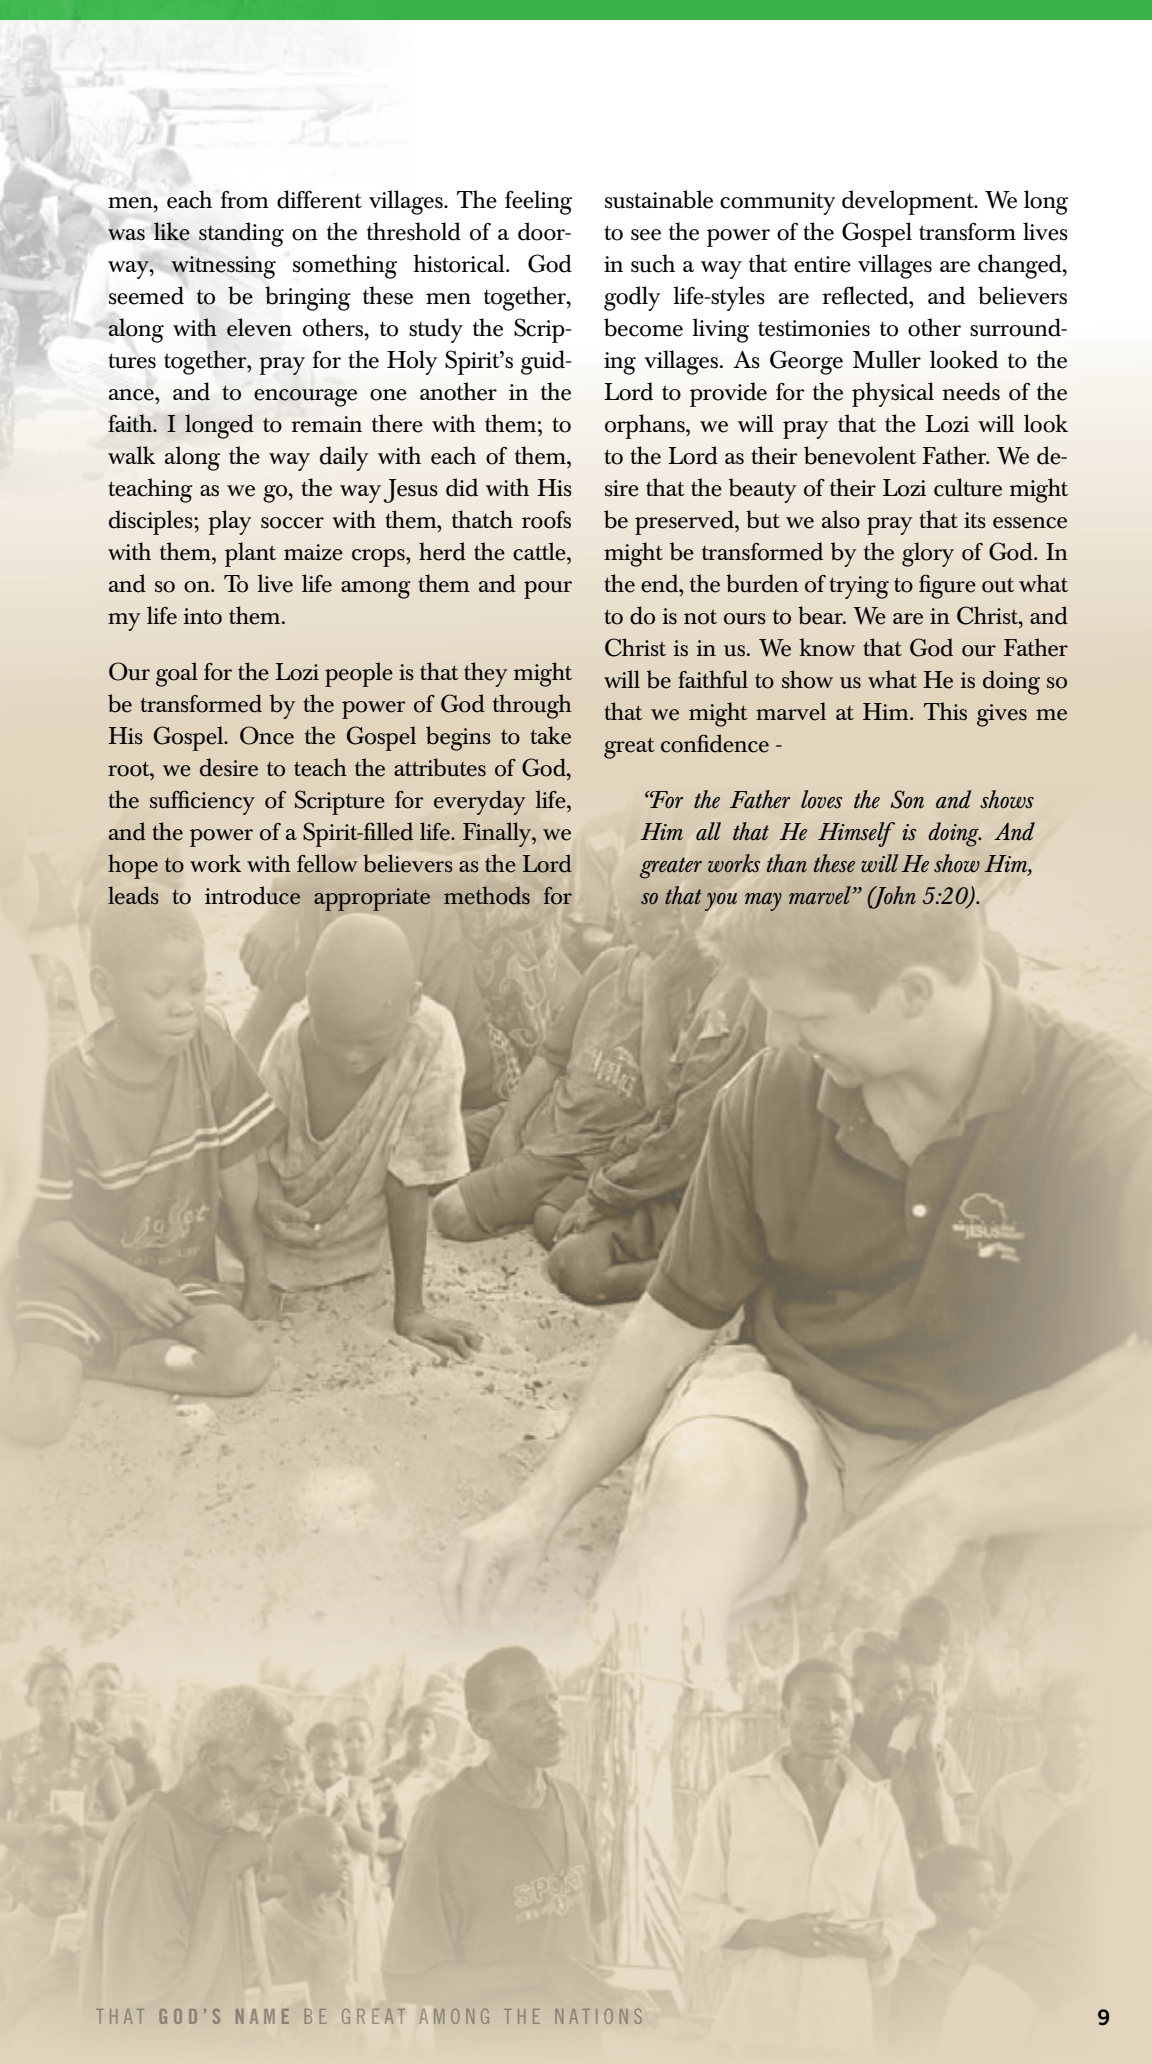 men, each from different villages. The feeling
was like standing on the threshold of a door-
way, witnessing something historical. God
seemed to be bringing these men together,
along with eleven others, to study the Scrip-
tures together, pray for the Holy Spirit’s guid-
ance, and to encourage one another in the
faith. I longed to remain there with them; to
walk along the way daily with each of them,
teaching as we go, the way Jesus did with His
disciples; play soccer with them, thatch roofs
with them, plant maize crops, herd the cattle,
and so on. To live life among them and pour
my life into them.
Our goal for the Lozi people is that they might
be transformed by the power of God through
His Gospel. Once the Gospel begins to take
root, we desire to teach the attributes of God,
the sufficiency of Scripture for everyday life,
and the power of a Spirit-filled life. Finally, we
hope to work with fellow believers as the Lord
leads to introduce appropriate methods for
sustainable community development. We long
to see the power of the Gospel transform lives
in such a way that entire villages are changed,
godly life-styles are reflected, and believers
become living testimonies to other surround-
ing villages. As George Muller looked to the
Lord to provide for the physical needs of the
orphans, we will pray that the Lozi will look
to the Lord as their benevolent Father. We de-
sire that the beauty of their Lozi culture might
be preserved, but we also pray that its essence
might be transformed by the glory of God. In
the end, the burden of trying to figure out what
to do is not ours to bear. We are in Christ, and
Christ is in us. We know that God our Father
will be faithful to show us what He is doing so
that we might marvel at Him. This gives me
great confidence -
“For the Father loves the Son and shows
Him all that He Himself is doing. And
greater works than these will He show Him,
so that you may marvel” (John 5:20).
JESUS
SPORT
THAT GOD’S NAME BE GREAT AMONG THE NATIONS
9